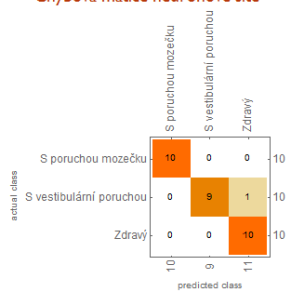 S poruchou mozečku
S vestibulární poruchou
Zdravý
S poruchou mozečku 10 0 0 10
S vestibulární poruchou 0 9 1 10
Zdravý 0 0 10 10
10 9 11
actual class
predicted class